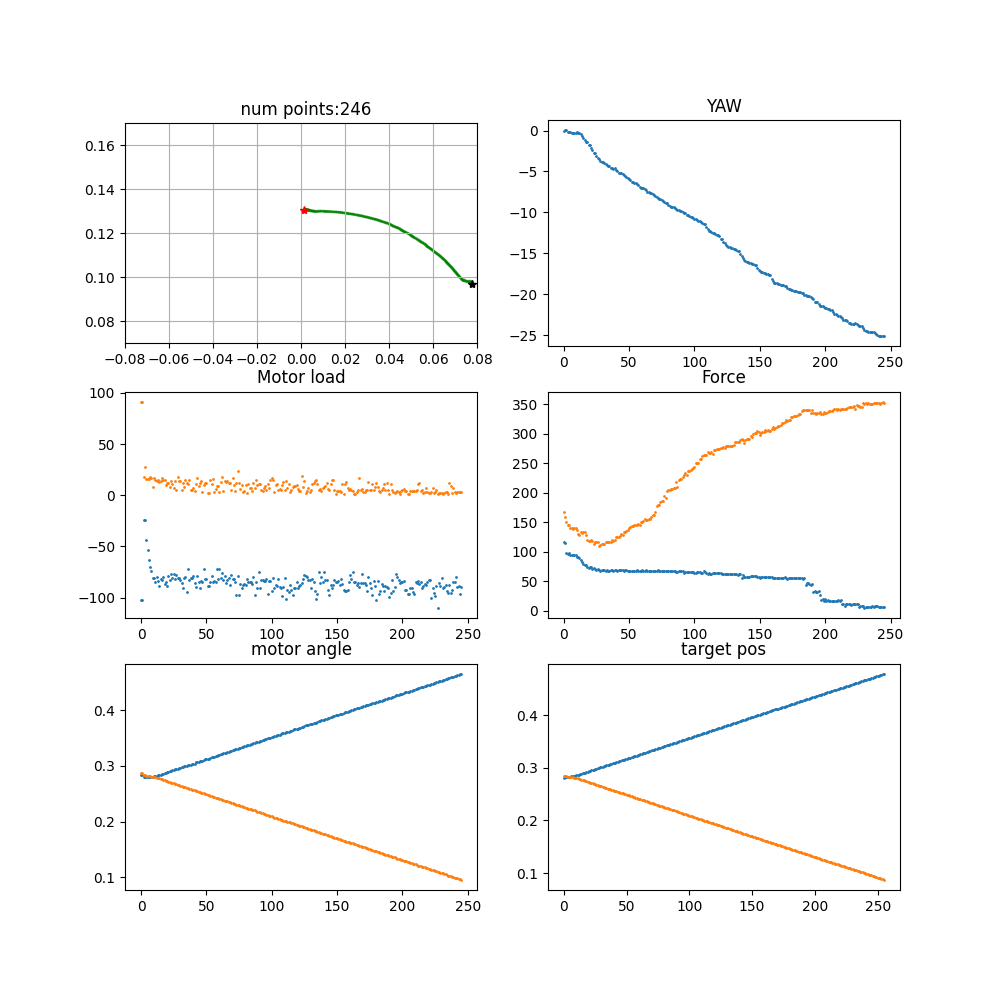 num points:246
0.16
0.14
0.12
0.10
0.08
−0.08 −0.06 −0.04 −0.02 0.00 0.02 0.04 0.06 0.08
YAW
0
−5
−10
−15
−20
−25
0 50 100 150 200 250
Motor load
100
50
0
−50
−100
0 50 100 150 200 250
Force
350
300
250
200
150
100
50
0
0 50 100 150 200 250
motor angle
0.4
0.3
0.2
0.1
0 50 100 150 200 250
target pos
0.4
0.3
0.2
0.1
0 50 100 150 200 250